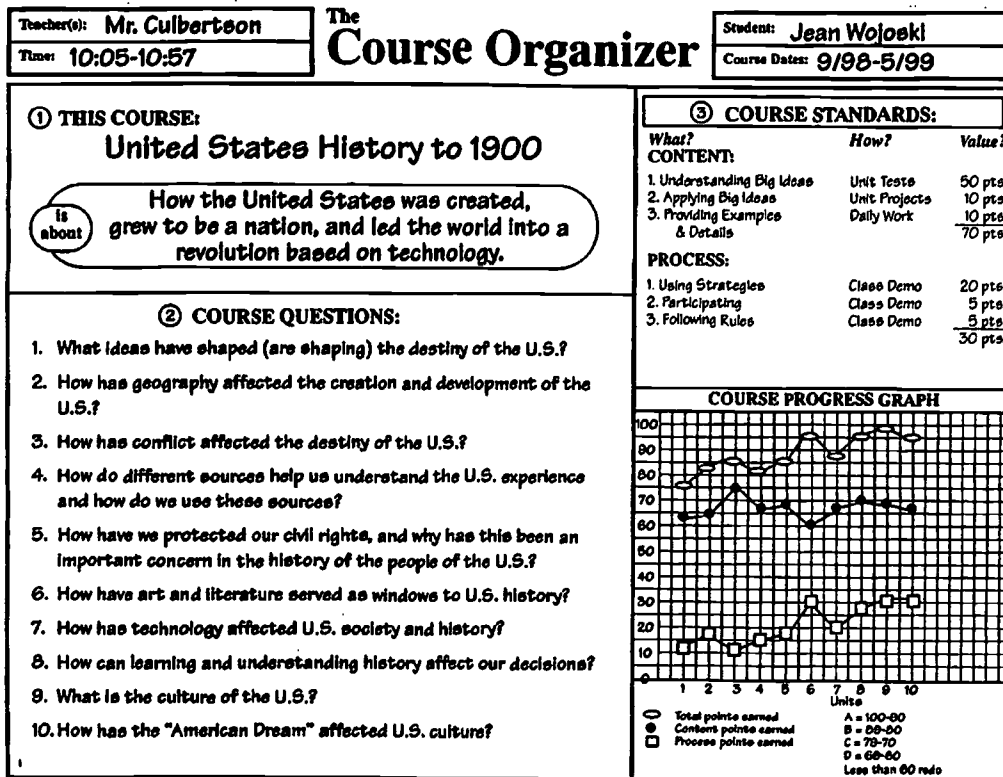 Teacher(s): Mr. Culbertson
Time: 10:05-10:57
The
Course Organizer
Student: Jean Wojoski
Course Dates: 9/98-5/99
① THIS COURSE:
United States History to 1900
is
about
How the United States was created,
grew to be a nation, and led the world into a
revolution based on technology.
② COURSE QUESTIONS:
1. What ideas have shaped (are shaping) the destiny of the U.S.?
2. How has geography affected the creation and development of the
U.S.?
3. How has conflict affected the destiny of the U.S.?
4. How do different sources help us understand the U.S. experience
and how do we use these sources?
5. How have we protected our civil rights, and why has this been an
important concern in the history of the people of the U.S.?
6. How have art and literature served as windows to U.S. history?
7. How has technology affected U.S. society and history?
8. How can learning and understanding history affect our decisions?
9. What is the culture of the U.S.?
10. How has the "American Dream" affected U.S. culture?
③ COURSE STANDARDS:
What? How? Value?
CONTENT:
1. Understanding Big Ideas Unit Tests 50 pts
2. Applying Big Ideas Unit Projects 10 pts
3. Providing Examples Daily Work 10 pts
& Details 70 pts
PROCESS:
1. Using Strategies Class Demo 20 pts
2. Participating Class Demo 5 pts
3. Following Rules Class Demo 5 pts
30 pts
COURSE PROGRESS GRAPH
100
90
80
70
60
50
40
30
20
10
0
1 2 3 4 5 6 7 8 9 10
Units
Total points earned
Content points earned
Process points earned
A = 100-90
B = 89-80
C = 79-70
D = 69-60
Less than 60 redo